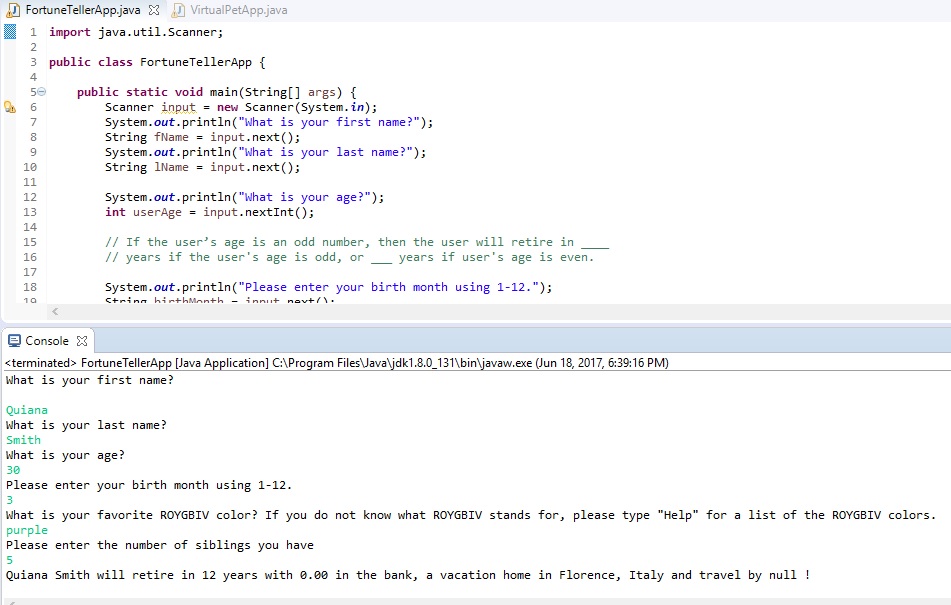 FortuneTellerApp.java VirtualPetApp.java
1 import java.util.Scanner;
2
3 public class FortuneTellerApp {
4
5 public static void main(String[] args) {
6 Scanner input = new Scanner(System.in);
7 System.out.println("What is your first name?");
8 String fName = input.next();
9 System.out.println("What is your last name?");
10 String lName = input.next();
11
12 System.out.println("What is your age?");
13 int userAge = input.nextInt();
14
15 // If the user’s age is an odd number, then the user will retire in ____
16 // years if the user's age is odd, or ___ years if user's age is even.
17
18 System.out.println("Please enter your birth month using 1-12.");
19 String birthMonth = input.next();
Console
<terminated> FortuneTellerApp [Java Application] C:\Program Files\Java\jdk1.8.0_131\bin\javaw.exe (Jun 18, 2017, 6:39:16 PM)
What is your first name?
Quiana
What is your last name?
Smith
What is your age?
30
Please enter your birth month using 1-12.
3
What is your favorite ROYGBIV color? If you do not know what ROYGBIV stands for, please type "Help" for a list of the ROYGBIV colors.
purple
Please enter the number of siblings you have
5
Quiana Smith will retire in 12 years with 0.00 in the bank, a vacation home in Florence, Italy and travel by null !